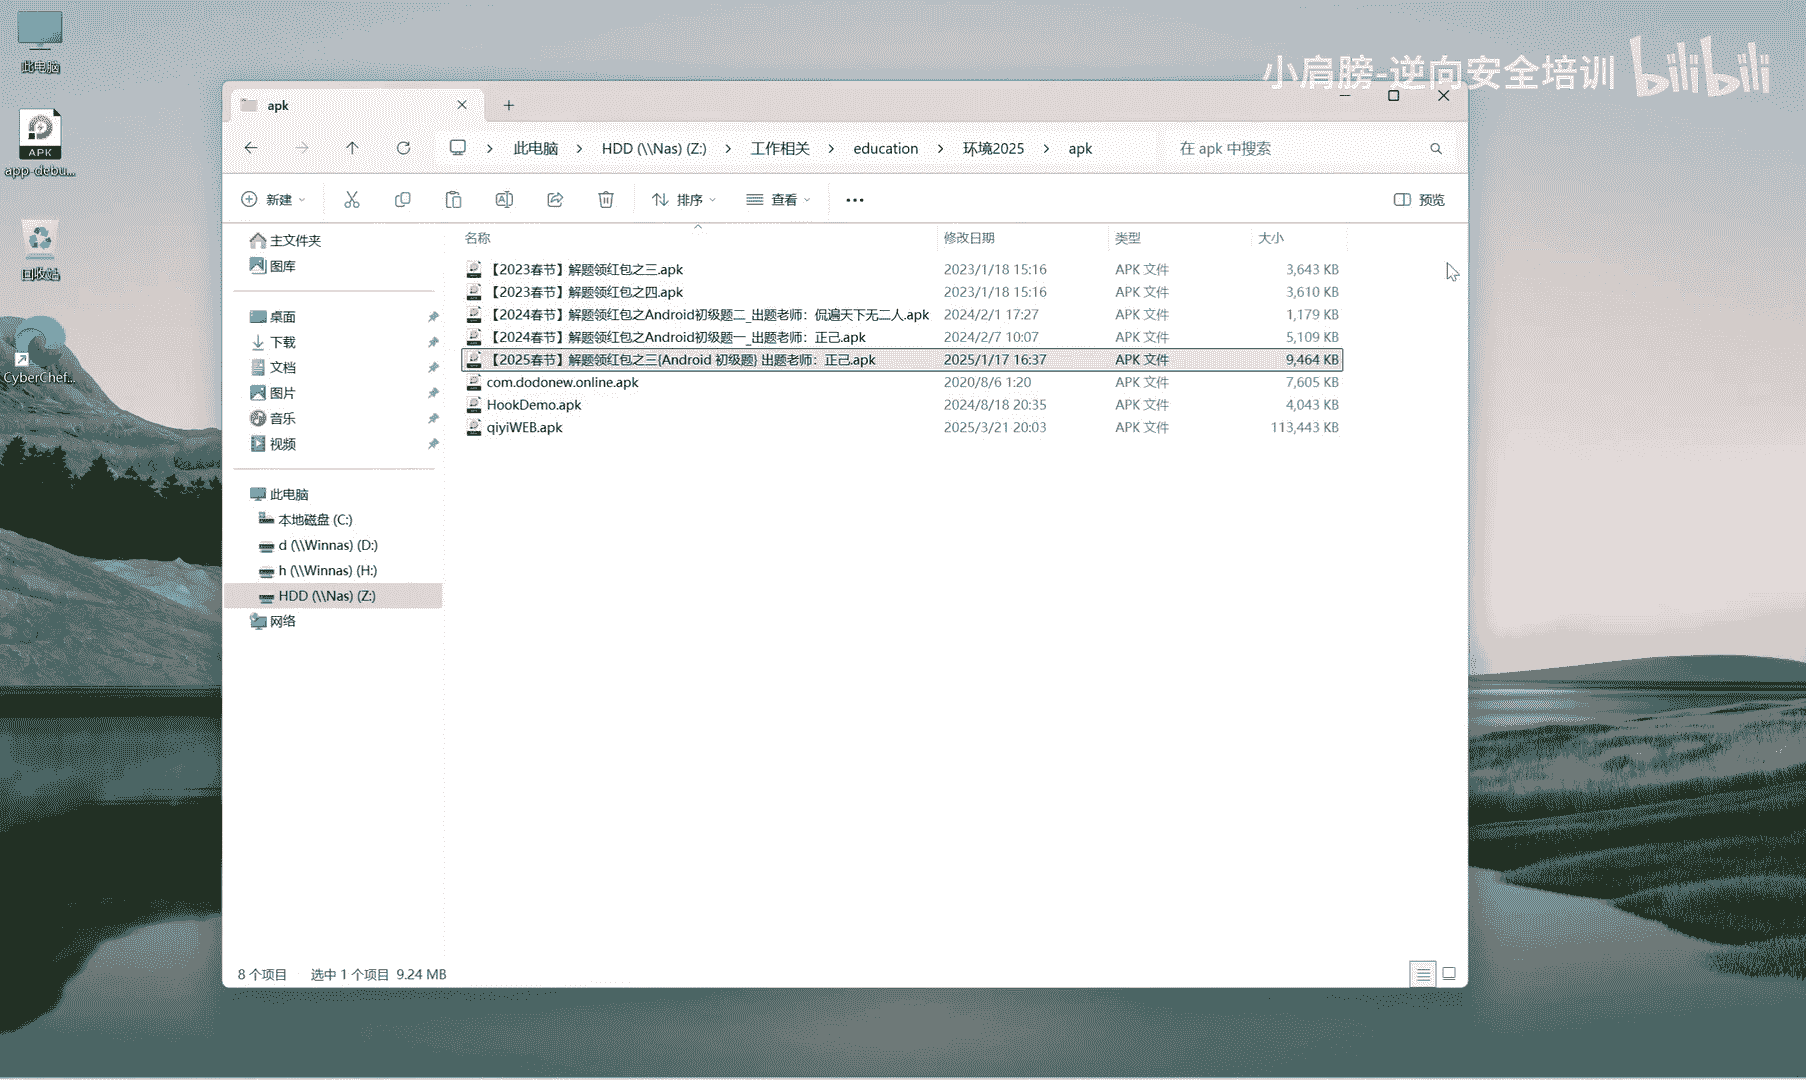 此电脑
APK
app-debu...
回收站
CyberChef...
小肩膀-逆向安全培训 bilibili
apk
此电脑 > HDD (\\Nas) (Z:) > 工作相关 > education > 环境2025 > apk
在 apk 中搜索
新建
排序
查看
预览
主文件夹
图库
桌面
下载
文档
图片
音乐
视频
此电脑
本地磁盘 (C:)
d (\\Winnas) (D:)
h (\\Winnas) (H:)
HDD (\\Nas) (Z:)
网络
名称 修改日期 类型 大小
【2023春节】解题领红包之三.apk 2023/1/18 15:16 APK 文件 3,643 KB
【2023春节】解题领红包之四.apk 2023/1/18 15:16 APK 文件 3,610 KB
【2024春节】解题领红包之Android初级题二_出题老师：侃遍天下无二人.apk 2024/2/1 17:27 APK 文件 1,179 KB
【2024春节】解题领红包之Android初级题一_出题老师：正己.apk 2024/2/7 10:07 APK 文件 5,109 KB
【2025春节】解题领红包之三{Android 初级题} 出题老师：正己.apk 2025/1/17 16:37 APK 文件 9,464 KB
com.dodonew.online.apk 2020/8/6 1:20 APK 文件 7,605 KB
HookDemo.apk 2024/8/18 20:35 APK 文件 4,043 KB
qiyiWEB.apk 2025/3/21 20:03 APK 文件 113,443 KB
8 个项目 选中 1 个项目 9.24 MB